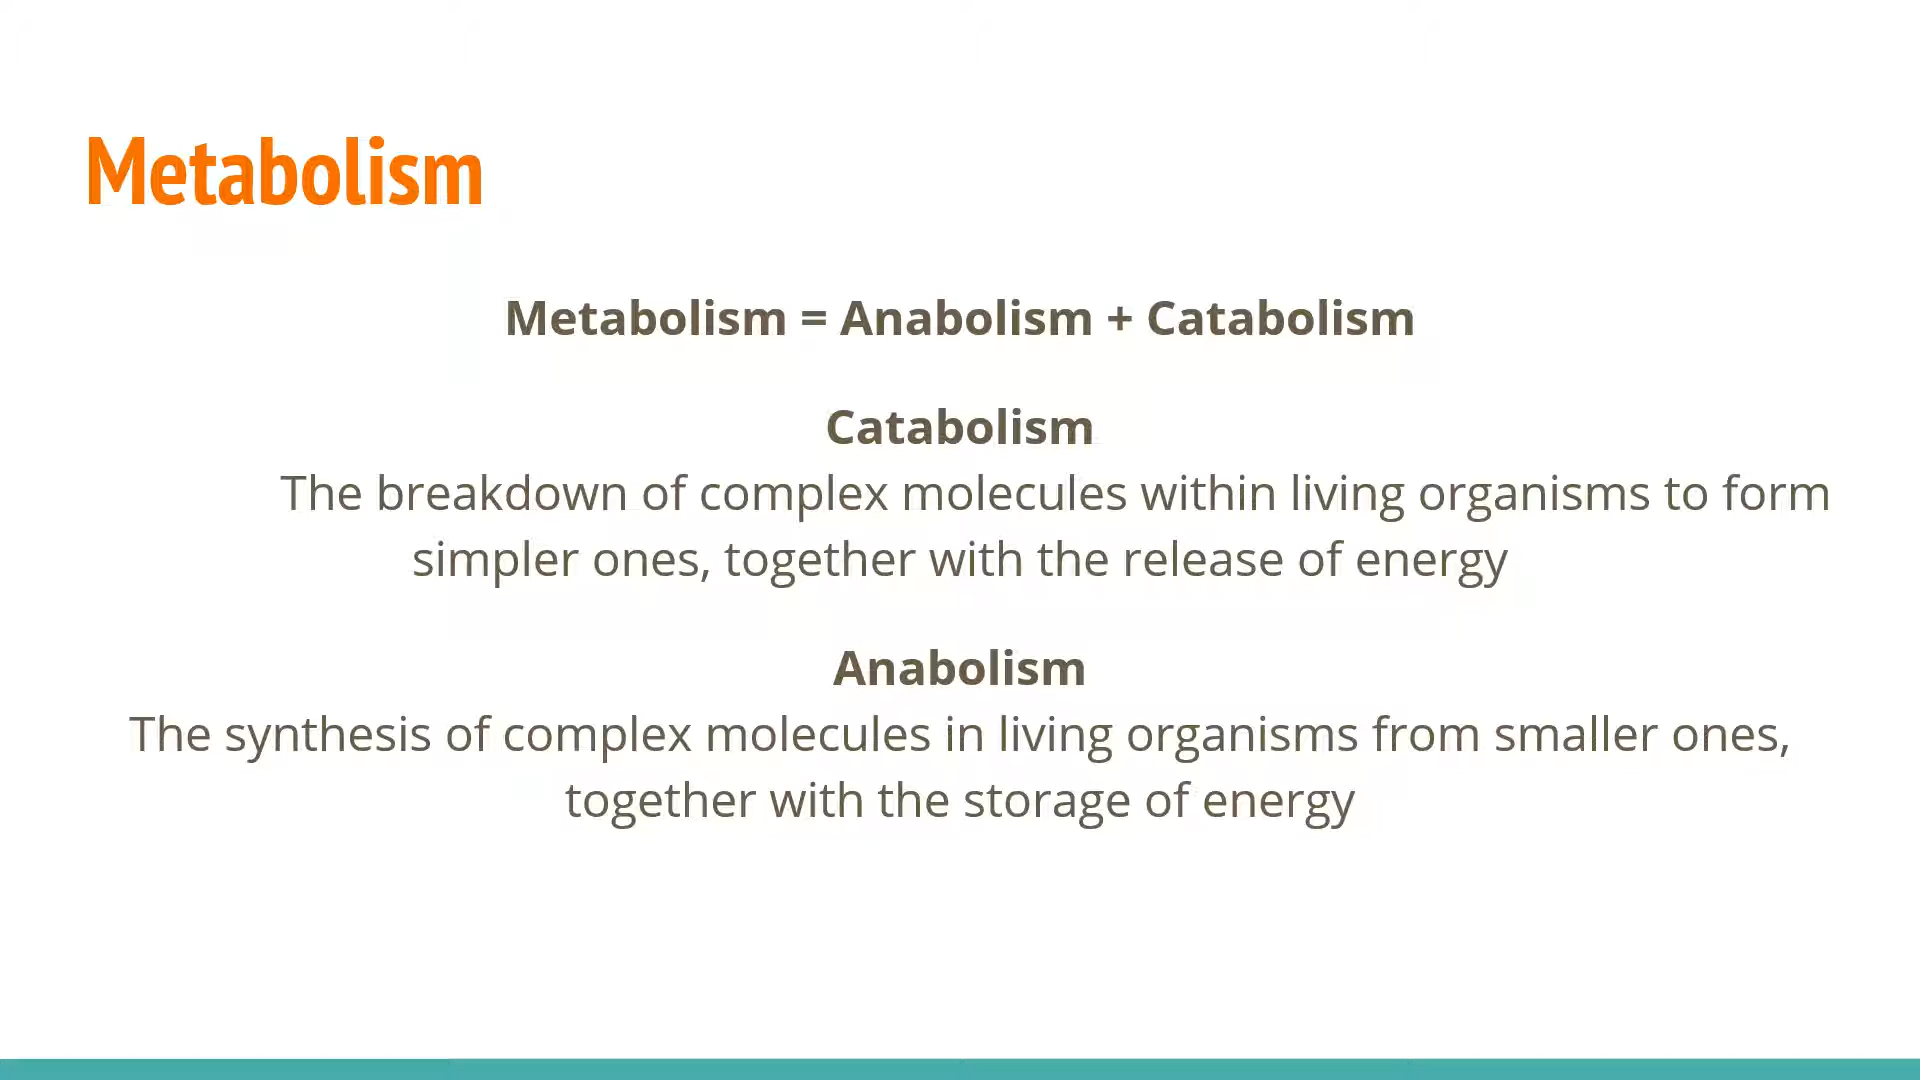 Metabolism
Metabolism = Anabolism + Catabolism
Catabolism
The breakdown of complex molecules within living organisms to form
simpler ones, together with the release of energy
Anabolism
The synthesis of complex molecules in living organisms from smaller ones,
together with the storage of energy